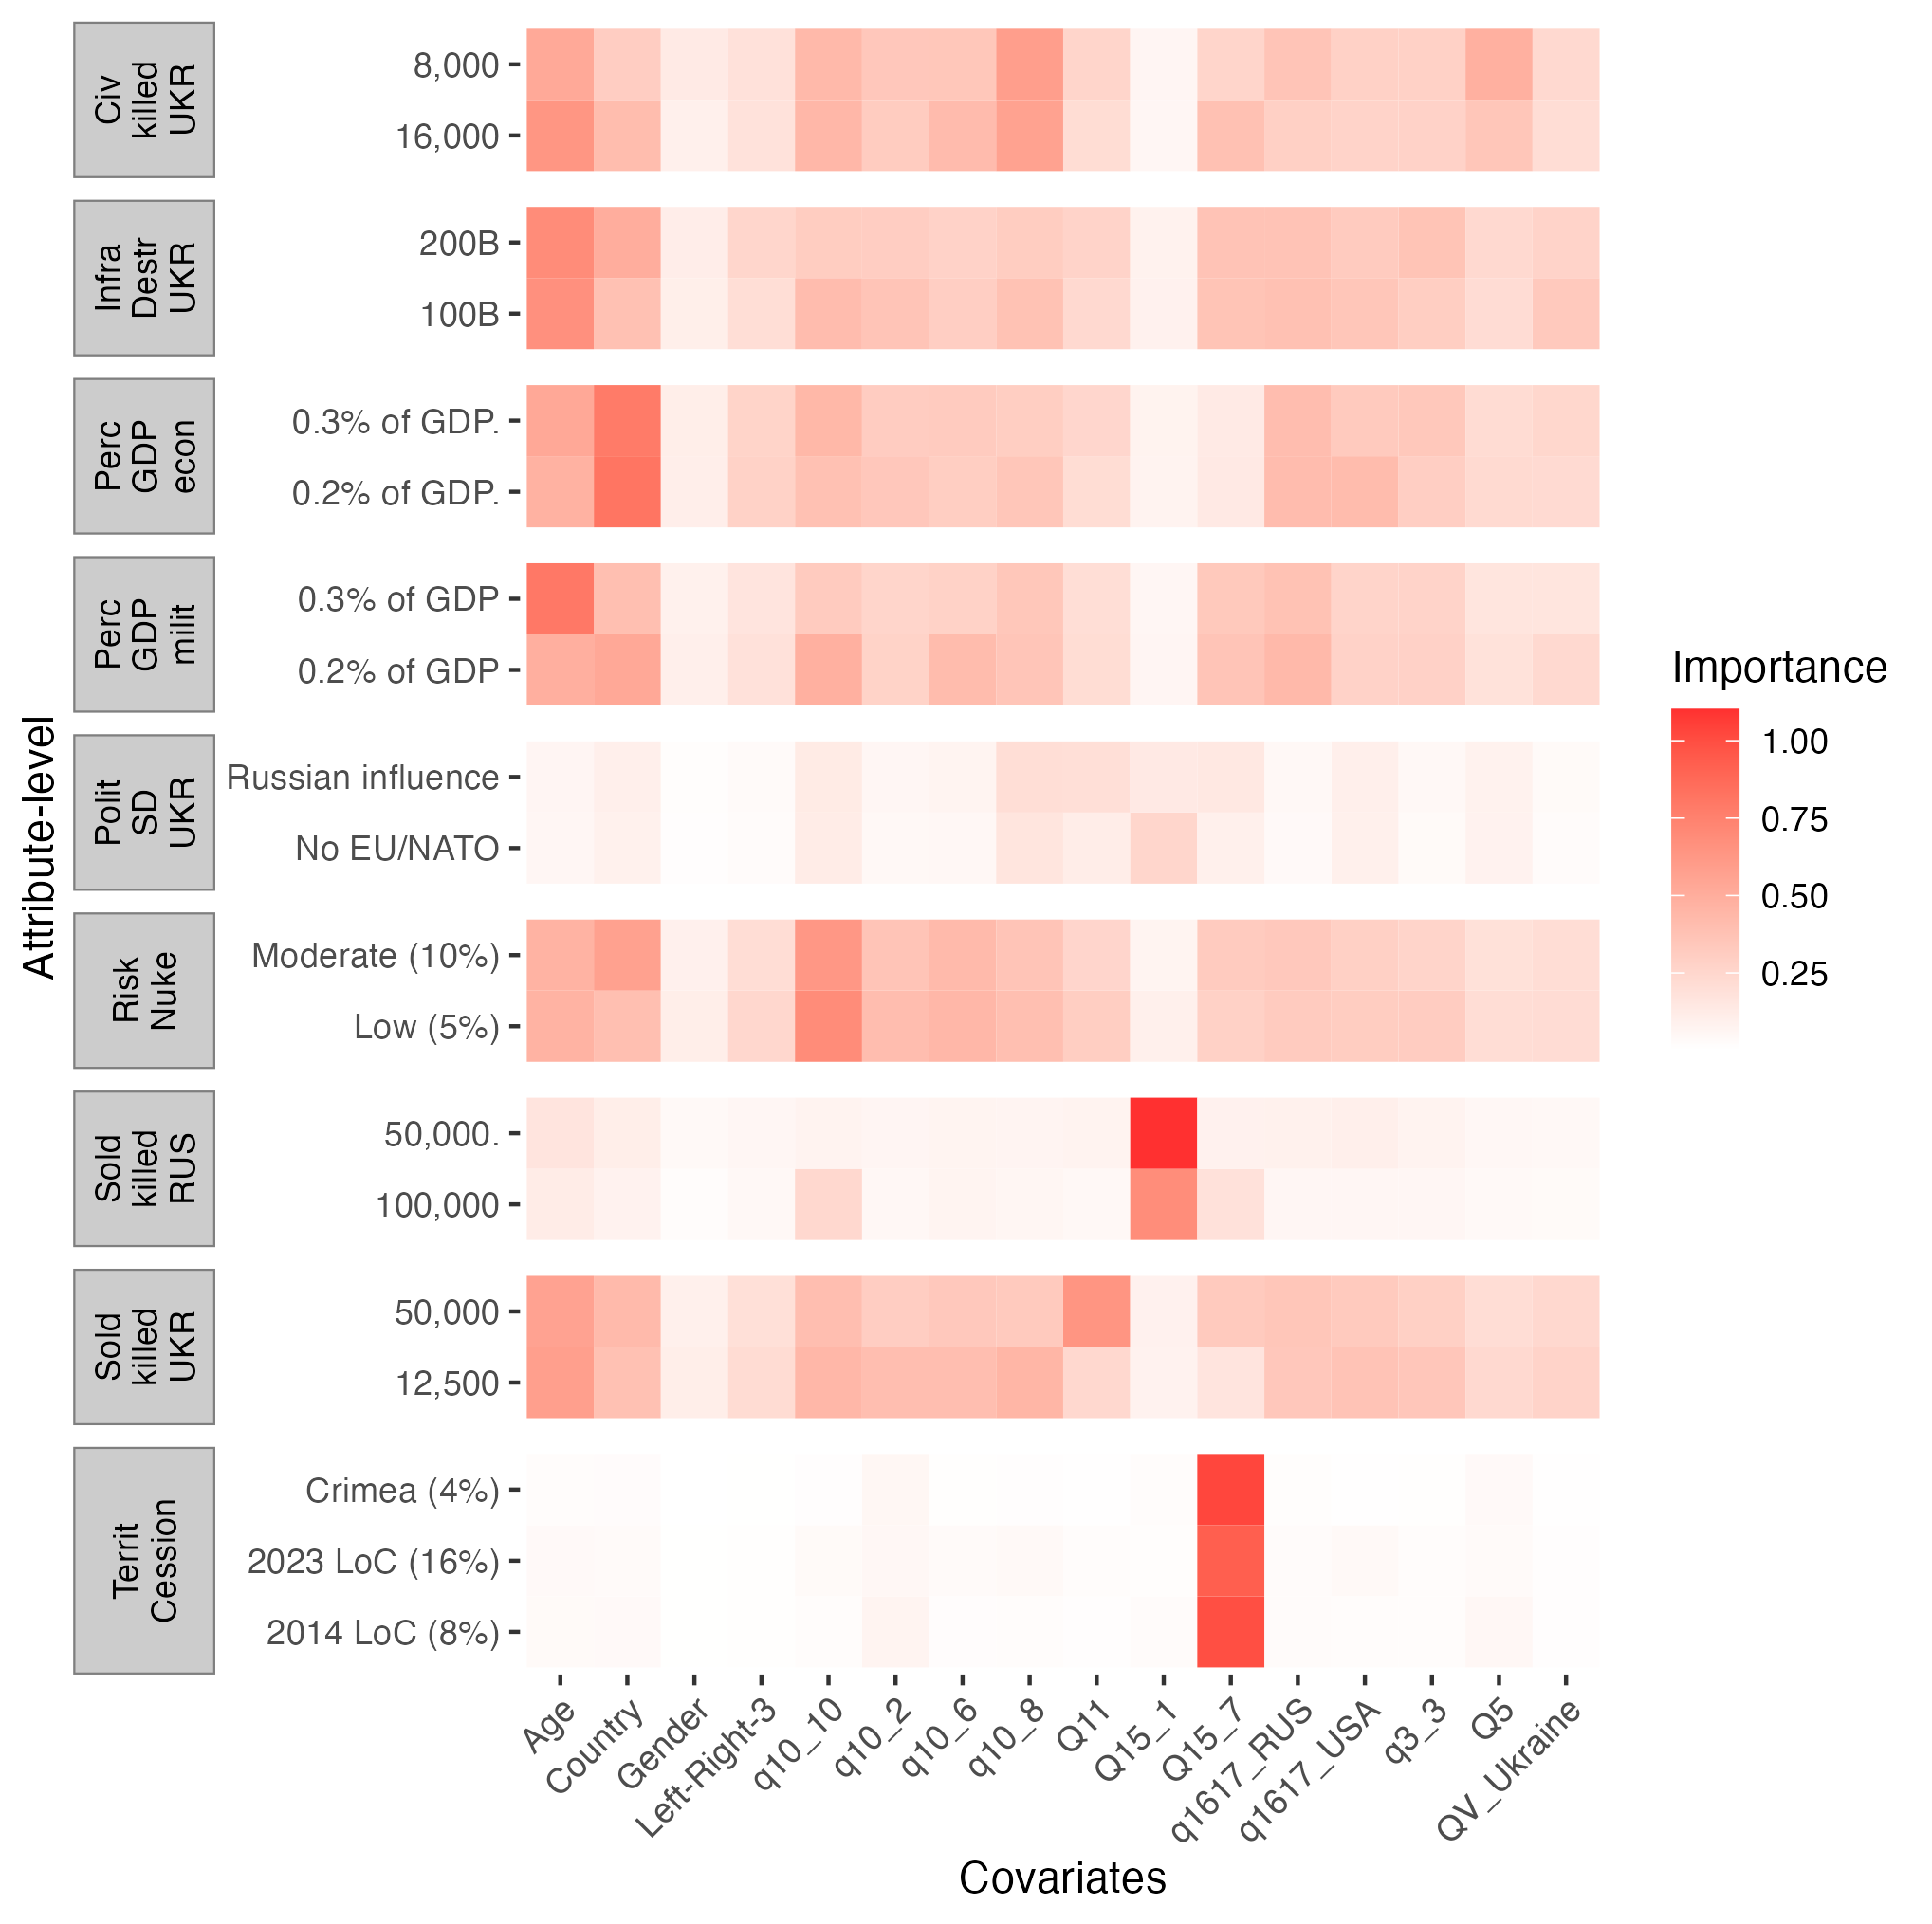 Attribute-level
Civ
killed
UKR
8,000
16,000
Infra
Destr
UKR
200B
100B
Perc
GDP
econ
0.3% of GDP.
0.2% of GDP.
Perc
GDP
milit
0.3% of GDP
0.2% of GDP
Polit
SD
UKR
Russian influence
No EU/NATO
Risk
Nuke
Moderate (10%)
Low (5%)
Sold
killed
RUS
50,000.
100,000
Sold
killed
UKR
50,000
12,500
Territ
Cession
Crimea (4%)
2023 LoC (16%)
2014 LoC (8%)
Age
Country
Gender
Left-Right-3
q10_10
q10_2
q10_6
q10_8
Q11
Q15_1
Q15_7
q1617_RUS
q1617_USA
q3_3
Q5
QV_Ukraine
Covariates
Importance
1.00
0.75
0.50
0.25